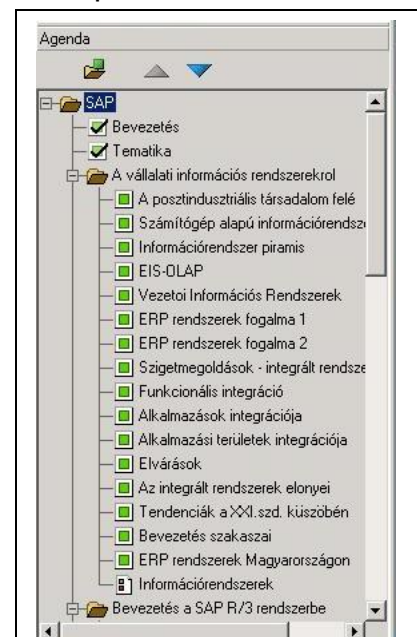 Agenda
SAP
Bevezetés
Tematika
A vállalati információs rendszerekrol
A posztindusztriális társadalom felé
Számítógép alapú információrendsz
Információrendszer piramis
EIS-OLAP
Vezetoi Információs Rendszerek
ERP rendszerek fogalma 1
ERP rendszerek fogalma 2
Szigetmegoldások - integrált rendsze
Funkcionális integráció
Alkalmazások integrációja
Alkalmazási területek integrációja
Elvárások
Az integrált rendszerek elonyei
Tendenciák a XXI.szd. küszöbén
Bevezetés szakaszai
ERP rendszerek Magyarországon
Információrendszerek
Bevezetés a SAP R/3 rendszerbe